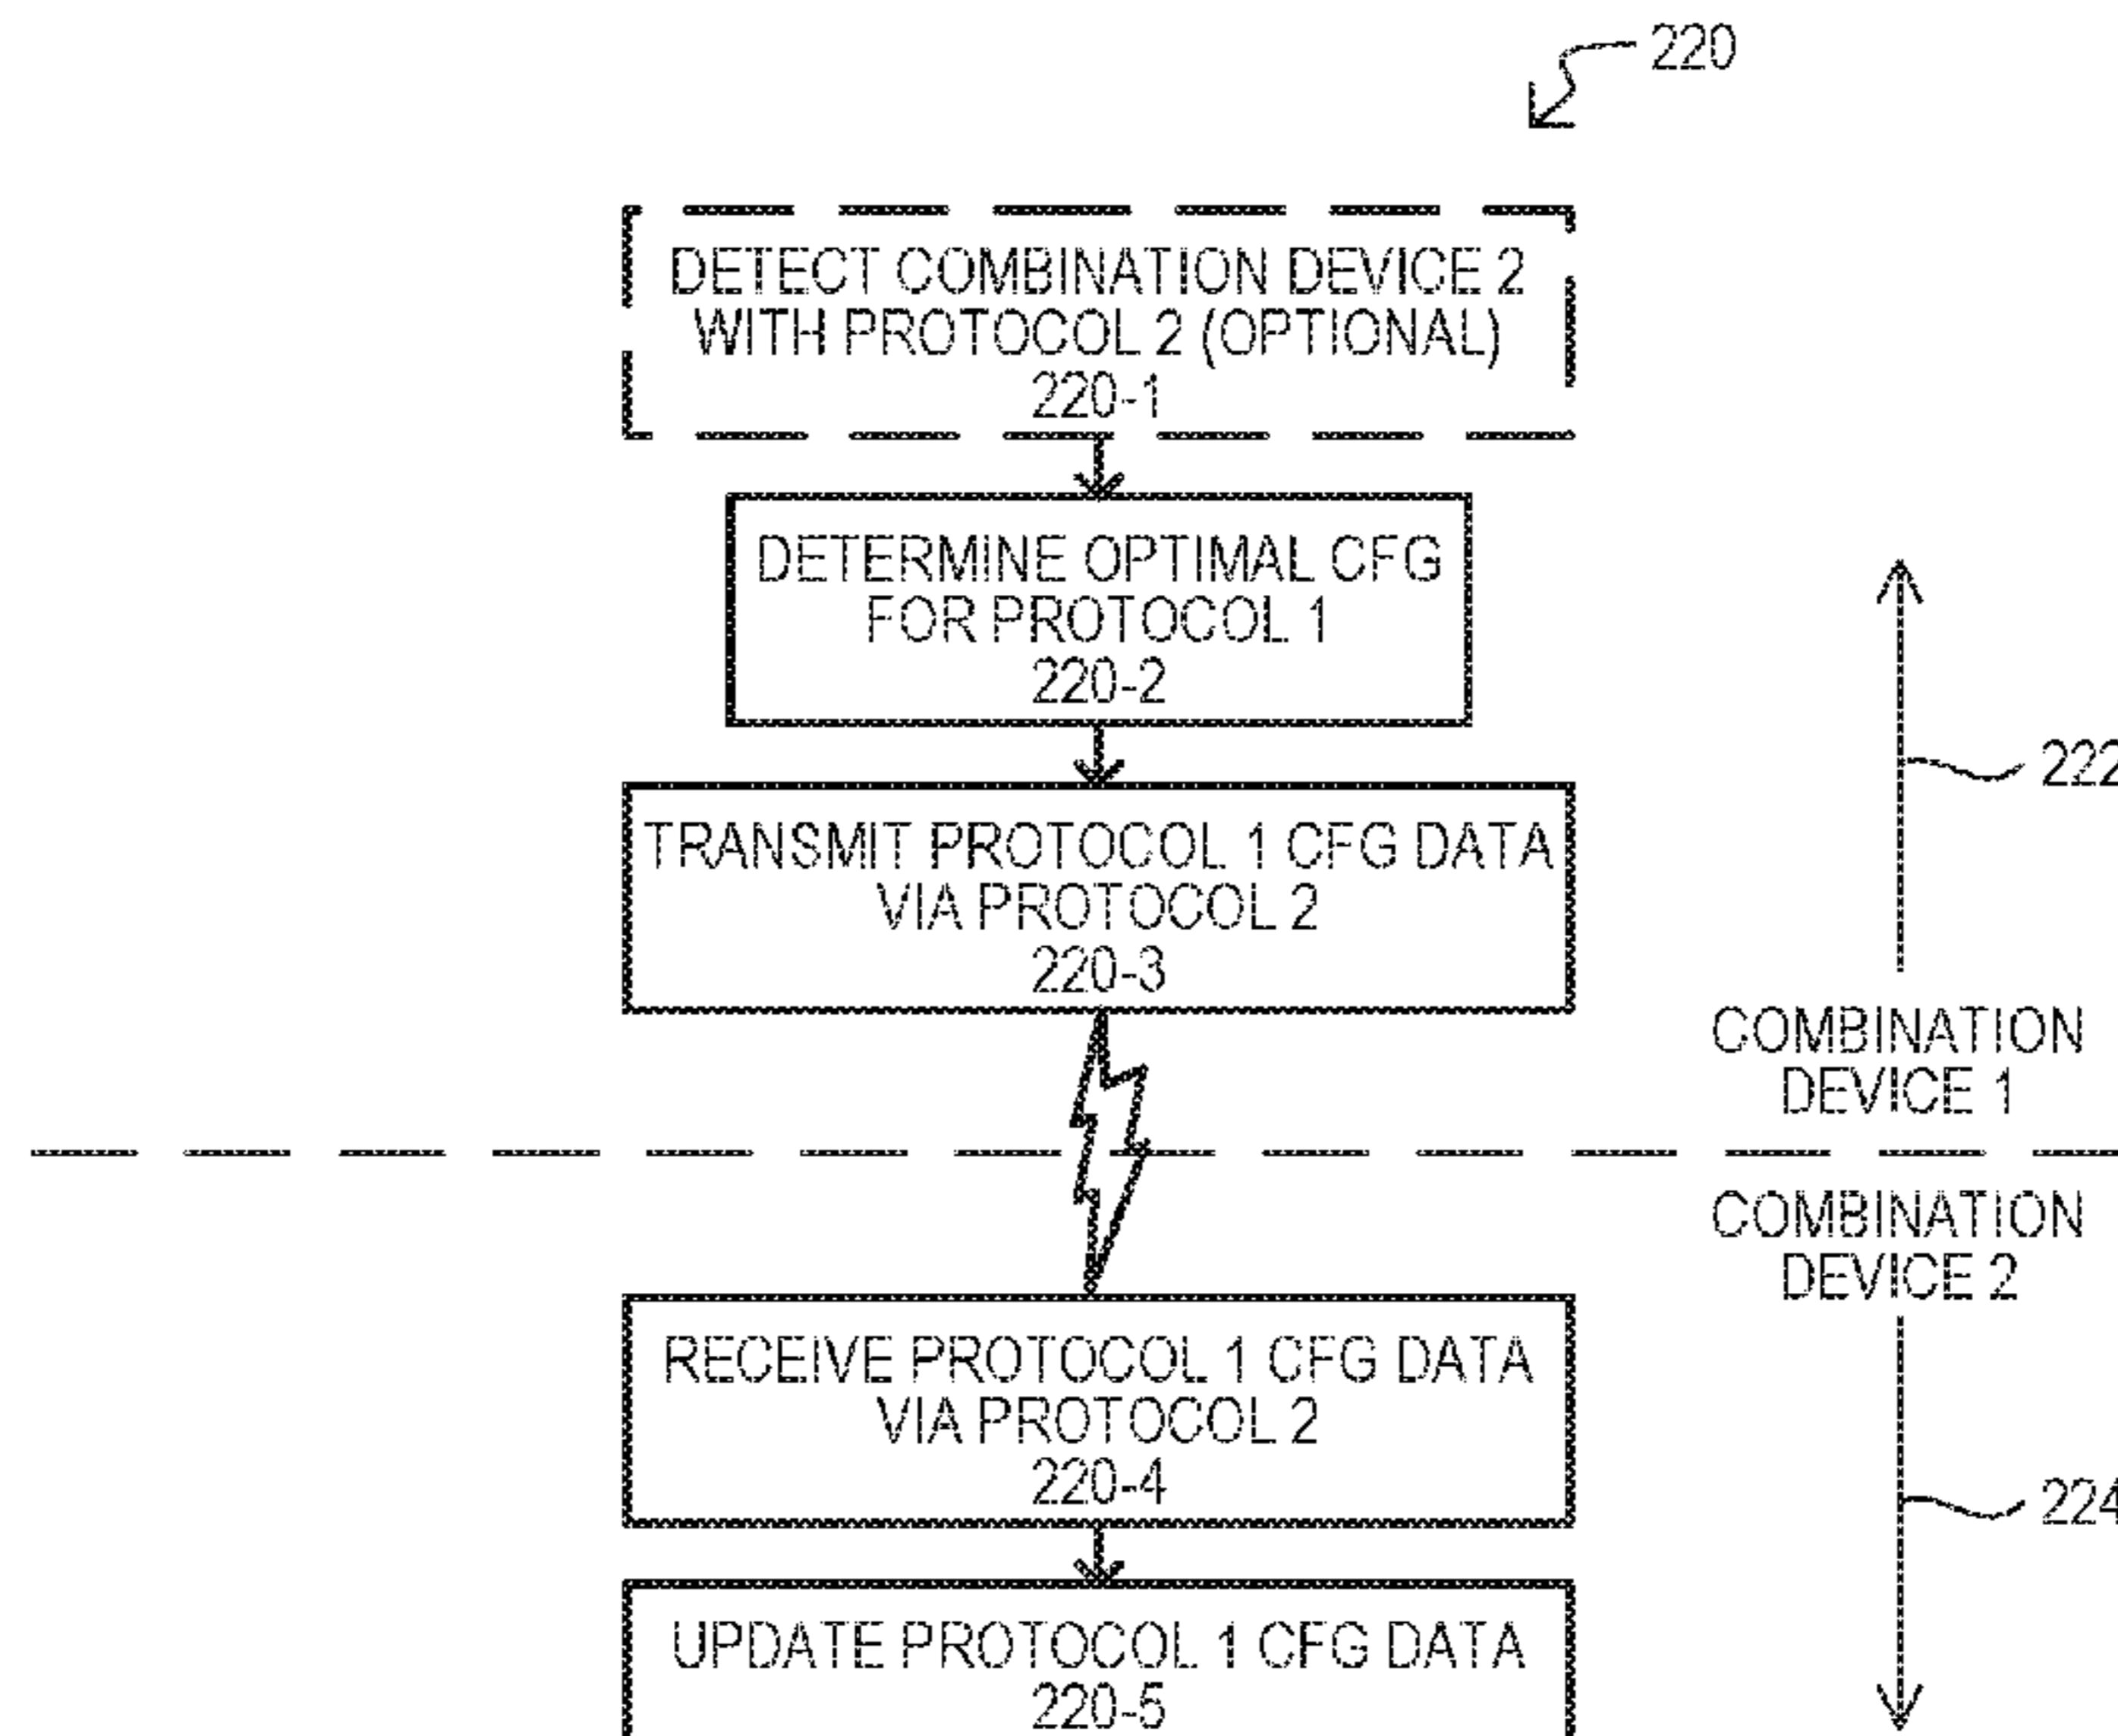 220
DETECT COMBINATION DEVICE 2
WITH PROTOCOL 2 (OPTIONAL)
220-1
DETERMINE OPTIMAL CFG
FOR PROTOCOL 1
220-2
222
TRANSMIT PROTOCOL 1 CFG DATA
VIA PROTOCOL 2
220-3
COMBINATION
DEVICE 1
COMBINATION
DEVICE 2
RECEIVE PROTOCOL 1 CFG DATA
VIA PROTOCOL 2
220-4
224
UPDATE PROTOCOL 1 CFG DATA
220-5